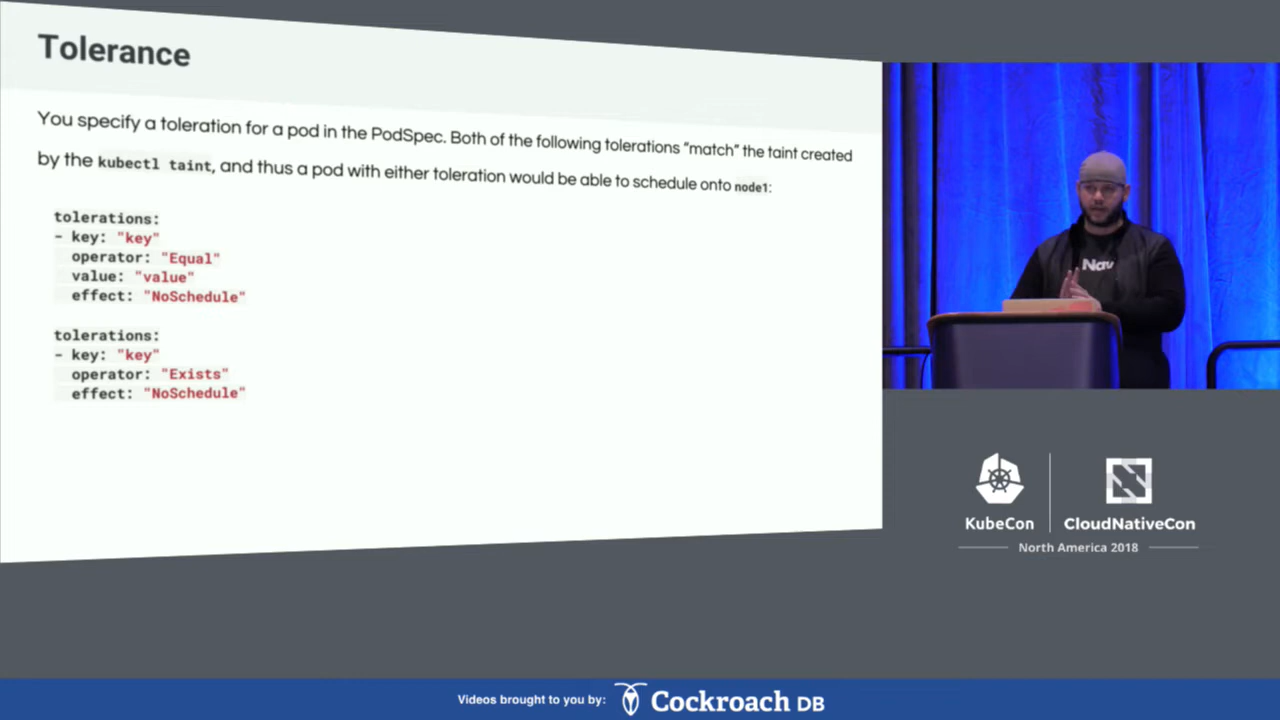 Tolerance
You specify a toleration for a pod in the PodSpec. Both of the following tolerations “match” the taint created
by the kubectl taint, and thus a pod with either toleration would be able to schedule onto node1:
tolerations:
- key: "key"
operator: "Equal"
value: "value"
effect: "NoSchedule"
tolerations:
- key: "key"
operator: "Exists"
effect: "NoSchedule"
Nav
KubeCon
CloudNativeCon
North America 2018
Videos brought to you by:
Cockroach DB